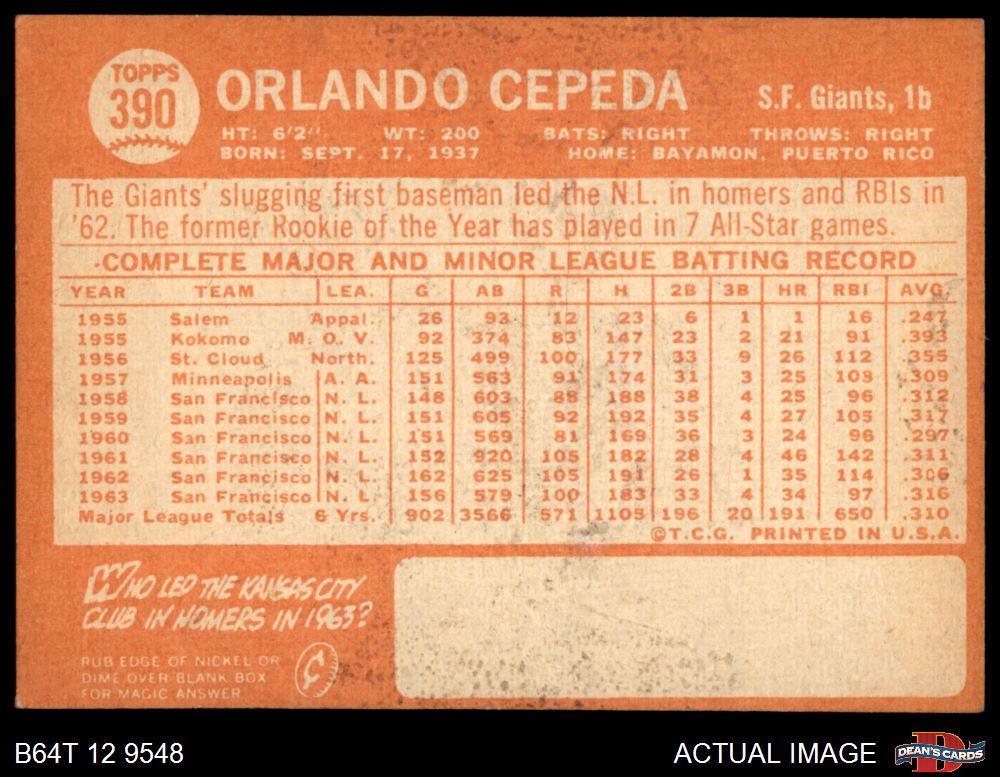 TOPPS
390
ORLANDO CEPEDA
S.F. Giants, 1b
HT: 6'2". WT: 200 BATS: RIGHT THROWS: RIGHT
BORN: SEPT. 17, 1937 HOME: BAYAMON, PUERTO RICO
The Giants' slugging first baseman led the N.L. in homers and RBIs in
'62. The former Rookie of the Year has played in 7 All-Star games.
COMPLETE MAJOR AND MINOR LEAGUE BATTING RECORD
YEAR TEAM LEA. G AB R H 2B 3B HR RBI AVG.
1955 Salem Appal. 26 93 12 23 6 1 1 16 .247
1955 Kokomo M. O. V. 92 374 83 147 23 2 21 91 .393
1956 St. Cloud North. 125 499 100 177 33 9 26 112 .355
1957 Minneapolis A. A. 151 563 91 174 31 3 25 108 .309
1958 San Francisco N. L. 148 603 88 188 38 4 25 96 .312
1959 San Francisco N. L. 151 605 92 192 35 4 27 105 .317
1960 San Francisco N. L. 151 569 81 169 36 3 24 96 .297
1961 San Francisco N. L. 152 920 105 182 28 4 46 142 .311
1962 San Francisco N. L. 162 625 105 191 26 1 35 114 .306
1963 San Francisco N. L. 156 579 100 183 33 4 34 97 .316
Major League Totals 6 Yrs. 902 3566 571 1105 196 20 191 650 .310
©T.C.G. PRINTED IN U.S.A.
WHO LED THE KANSAS CITY
CLUB IN HOMERS IN 1963?
RUB EDGE OF NICKEL OR
DIME OVER BLANK BOX
FOR MAGIC ANSWER
B64T 12 9548
ACTUAL IMAGE
DEAN'S CARDS